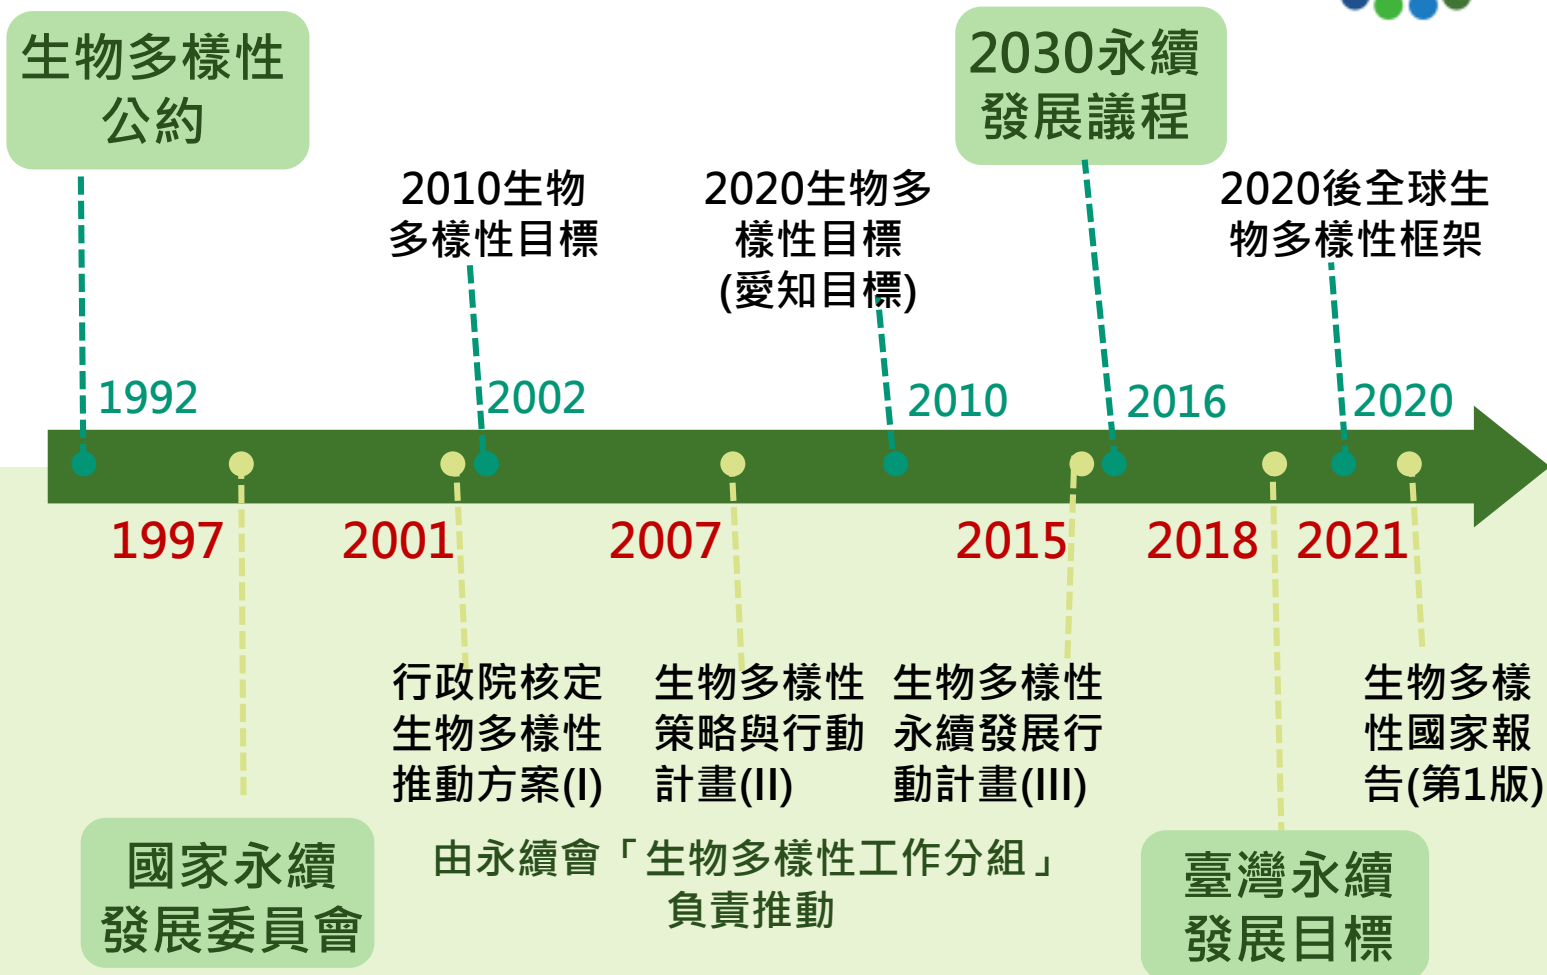 生物多樣性
公約
2030永續
發展議程
2010生物
多樣性目標
2020生物多
樣性目標
(愛知目標)
2020後全球生
物多樣性框架
1992
2002
2010
2016
2020
1997
2001
2007
2015
2018
2021
行政院核定
生物多樣性
推動方案(I)
生物多樣性
策略與行動
計畫(II)
生物多樣性
永續發展行
動計畫(III)
生物多樣
性國家報
告(第1版)
國家永續
發展委員會
由永續會「生物多樣性工作分組」
負責推動
臺灣永續
發展目標